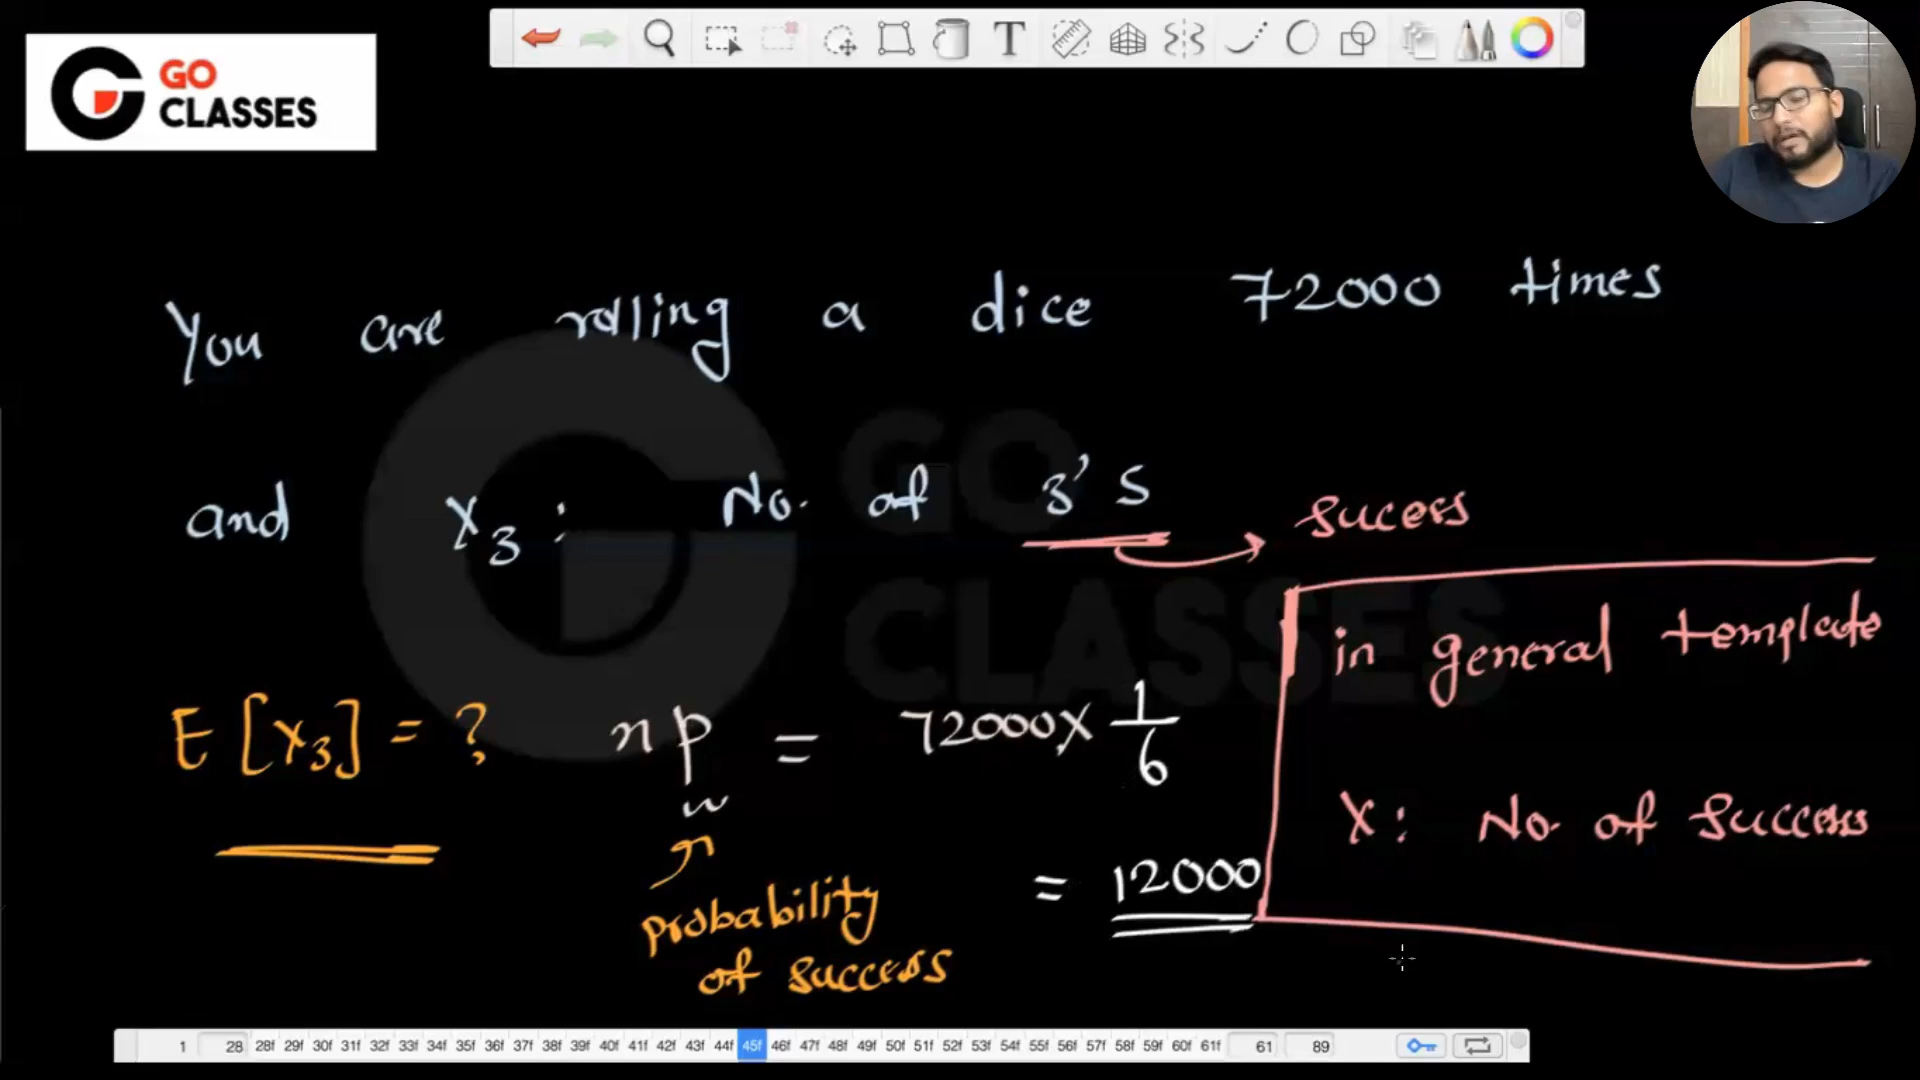 GO
CLASSES
You are rolling a dice 72000 times
and X3: No. of 3's
sucess
in general template
X: No. of success
E[X3] = ? np = 72000 x 1/6
= 12000
probability
of success
GO
CLASSES
1 28 28f 29f 30f 31f 32f 33f 34f 35f 36f 37f 38f 39f 40f 41f 42f 43f 44f 45f 46f 47f 48f 49f 50f 51f 52f 53f 54f 55f 56f 57f 58f 59f 60f 61f 61 89